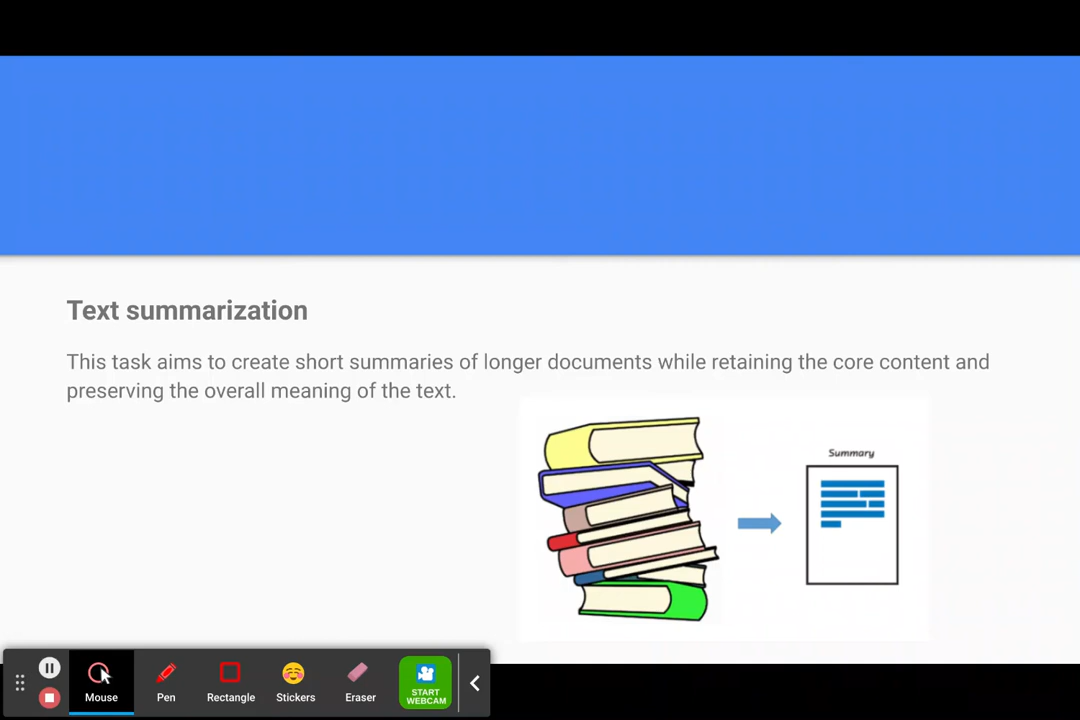 Text summarization
This task aims to create short summaries of longer documents while retaining the core content and
preserving the overall meaning of the text.
Summary
Mouse
Pen
Rectangle
Stickers
Eraser
START
WEBCAM